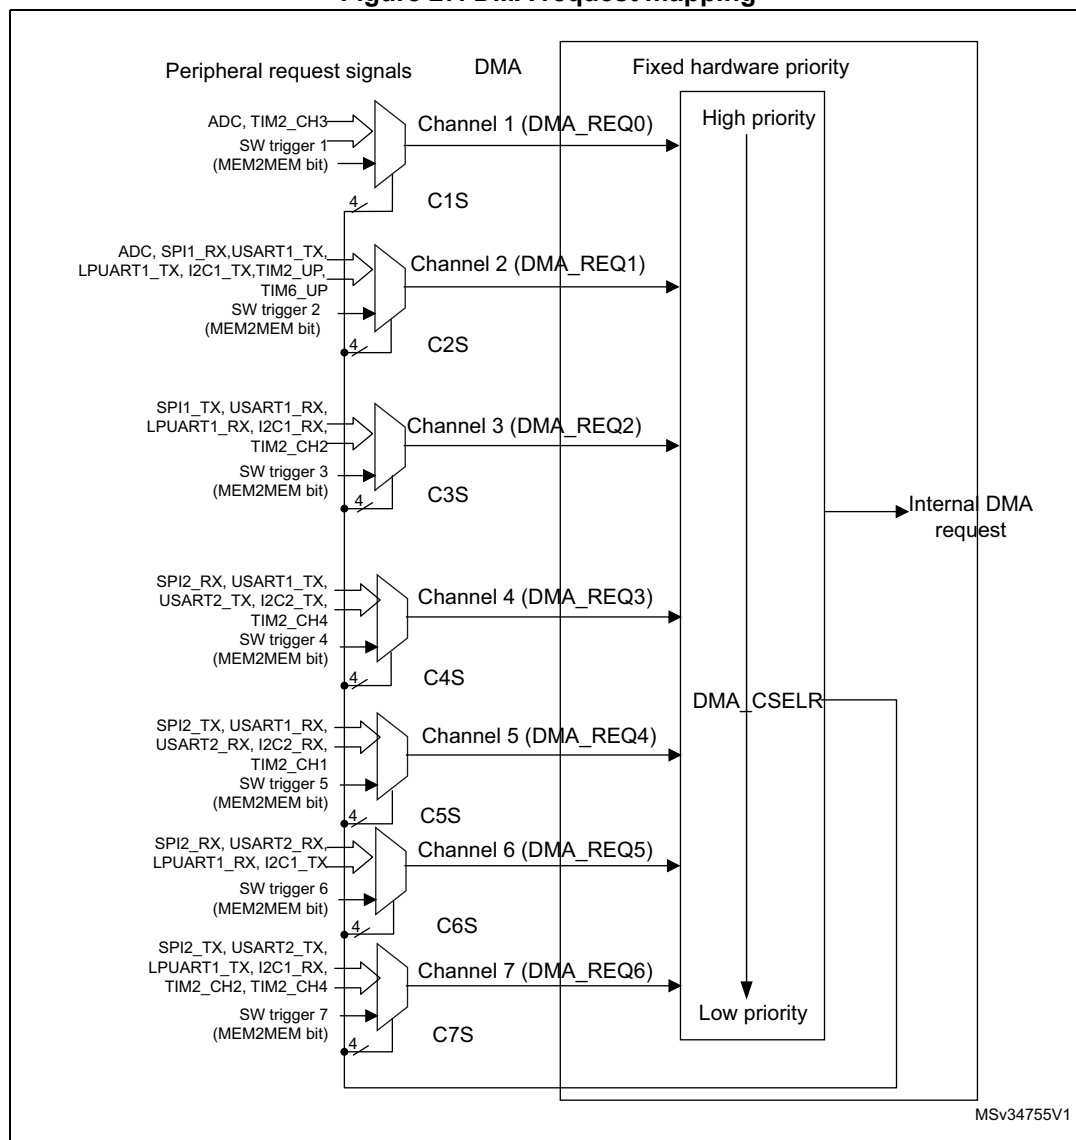 Peripheral request signals
DMA
Fixed hardware priority
ADC, TIM2_CH3
SW trigger 1
(MEM2MEM bit)
Channel 1 (DMA_REQ0)
High priority
4
C1S
ADC, SPI1_RX,USART1_TX,
LPUART1_TX, I2C1_TX,TIM2_UP,
TIM6_UP
SW trigger 2
(MEM2MEM bit)
Channel 2 (DMA_REQ1)
4
C2S
SPI1_TX, USART1_RX,
LPUART1_RX, I2C1_RX,
TIM2_CH2
SW trigger 3
(MEM2MEM bit)
Channel 3 (DMA_REQ2)
4
C3S
Internal DMA
request
SPI2_RX, USART1_TX,
USART2_TX, I2C2_TX,
TIM2_CH4
SW trigger 4
(MEM2MEM bit)
Channel 4 (DMA_REQ3)
4
C4S
DMA_CSELR
SPI2_TX, USART1_RX,
USART2_RX, I2C2_RX,
TIM2_CH1
SW trigger 5
(MEM2MEM bit)
Channel 5 (DMA_REQ4)
4
C5S
SPI2_RX, USART2_RX,
LPUART1_RX, I2C1_TX
SW trigger 6
(MEM2MEM bit)
Channel 6 (DMA_REQ5)
4
C6S
SPI2_TX, USART2_TX,
LPUART1_TX, I2C1_RX,
TIM2_CH2, TIM2_CH4
SW trigger 7
(MEM2MEM bit)
Channel 7 (DMA_REQ6)
Low priority
4
C7S
MSv34755V1